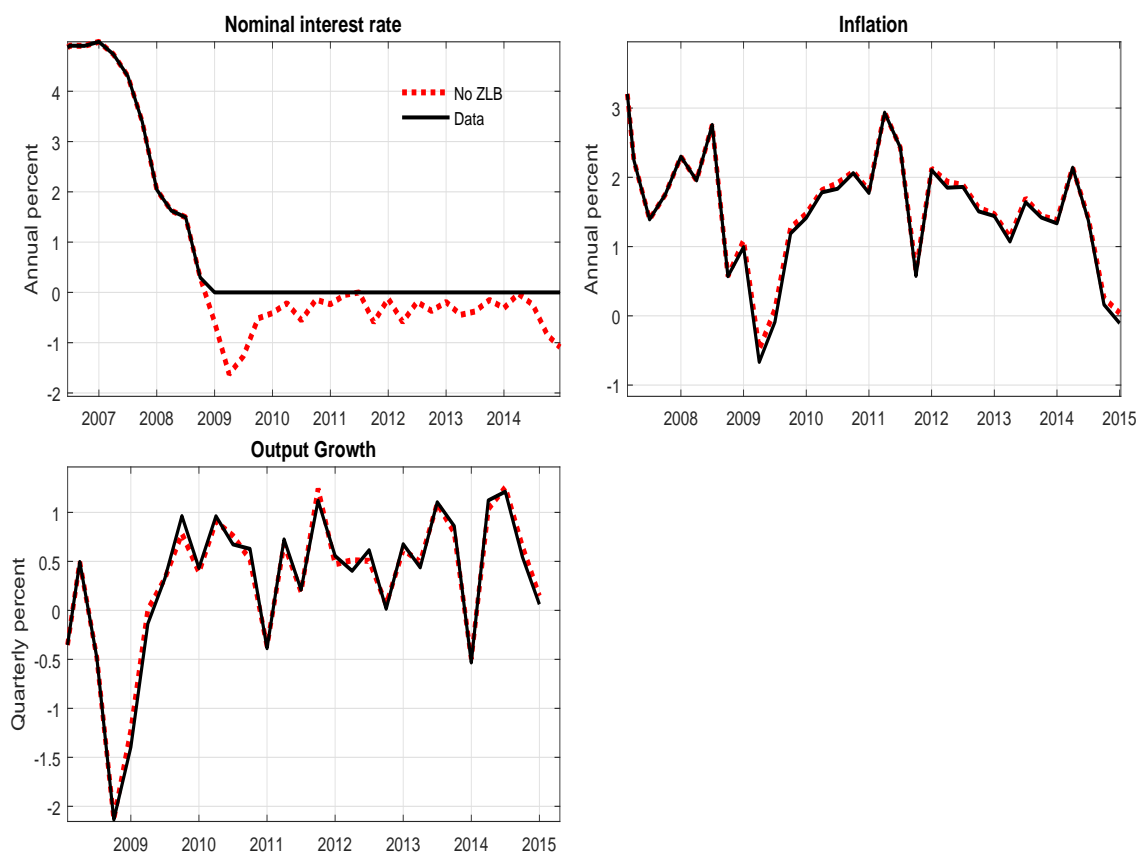 Nominal interest rate
Annual percent
4
3
2
1
0
-1
-2
No ZLB
Data
2007 2008 2009 2010 2011 2012 2013 2014
Inflation
Annual percent
3
2
1
0
-1
2008 2009 2010 2011 2012 2013 2014 2015
Output Growth
Quarterly percent
1
0.5
0
-0.5
-1
-1.5
-2
2009 2010 2011 2012 2013 2014 2015